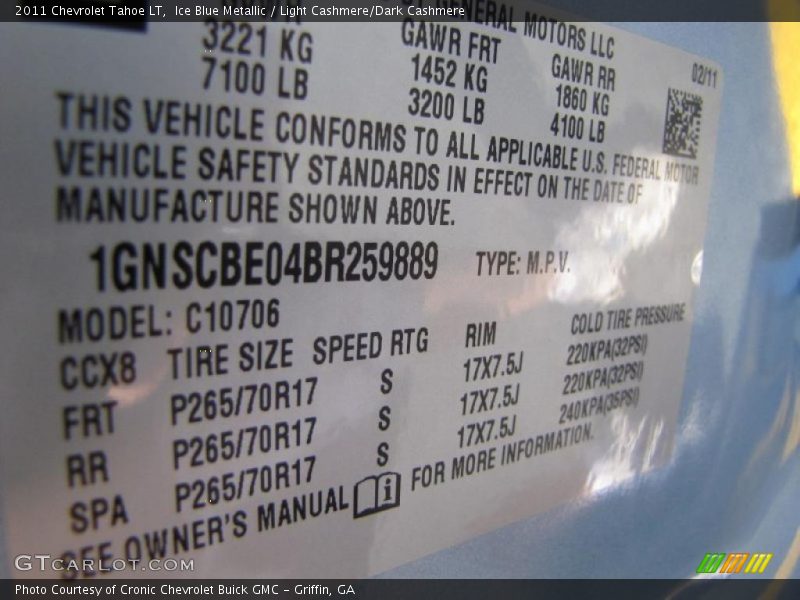 2011 Chevrolet Tahoe LT, Ice Blue Metallic / Light Cashmere/Dark Cashmere
GENERAL MOTORS LLC
3221 KG GAWR FRT GAWR RR 02/11
7100 LB 1452 KG 1860 KG
3200 LB 4100 LB
THIS VEHICLE CONFORMS TO ALL APPLICABLE U.S. FEDERAL MOTOR
VEHICLE SAFETY STANDARDS IN EFFECT ON THE DATE OF
MANUFACTURE SHOWN ABOVE.
1GNSCBE04BR259889 TYPE: M.P.V.
MODEL: C10706
CCX8 TIRE SIZE SPEED RTG RIM COLD TIRE PRESSURE
FRT P265/70R17 S 17X7.5J 220KPA(32PSI)
RR P265/70R17 S 17X7.5J 220KPA(32PSI)
SPA P265/70R17 S 17X7.5J 240KPA(35PSI)
SEE OWNER'S MANUAL FOR MORE INFORMATION.
GTCARLOT.COM
Photo Courtesy of Cronic Chevrolet Buick GMC – Griffin, GA